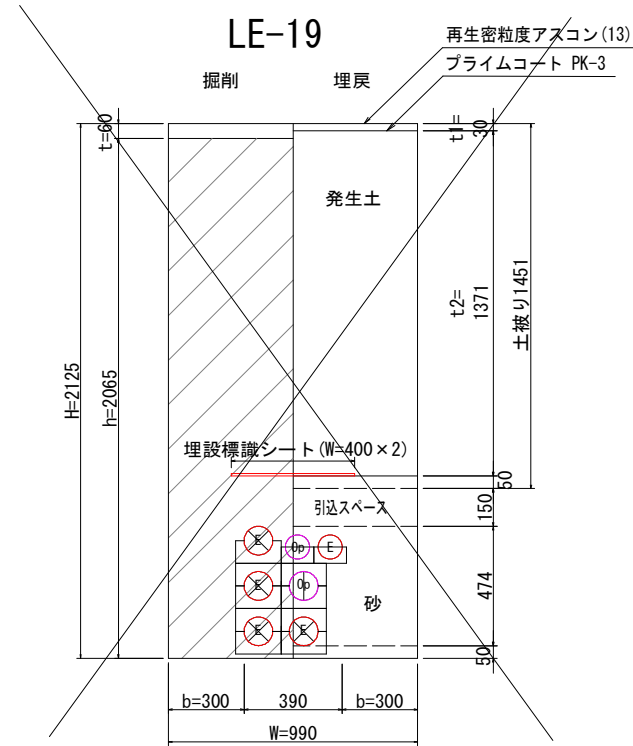 LE-19
再生密粒度アスコン(13)
プライムコート PK-3
掘削
埋戻
t=60
t1=
30
発生土
t2=
1371
土被り1451
H=2125
h=2065
埋設標識シート(W=400×2)
50
引込スペース
150
E
Op
E
E
Op
砂
474
E
E
50
b=300
390
b=300
W=990